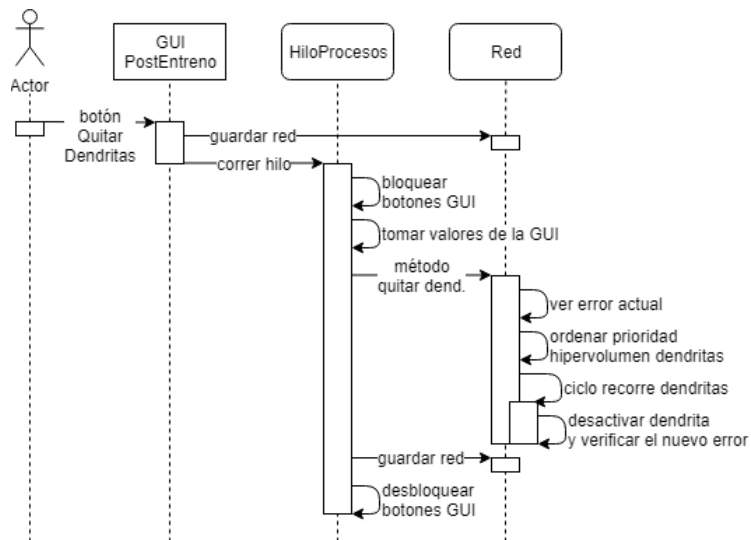 GUI
PostEntreno
HiloProcesos
Red
Actor
botón
Quitar
Dendritas
guardar red
correr hilo
bloquear
botones GUI
tomar valores de la GUI
método
quitar dend.
ver error actual
ordenar prioridad
hipervolumen dendritas
ciclo recorre dendritas
desactivar dendrita
y verificar el nuevo error
guardar red
desbloquear
botones GUI